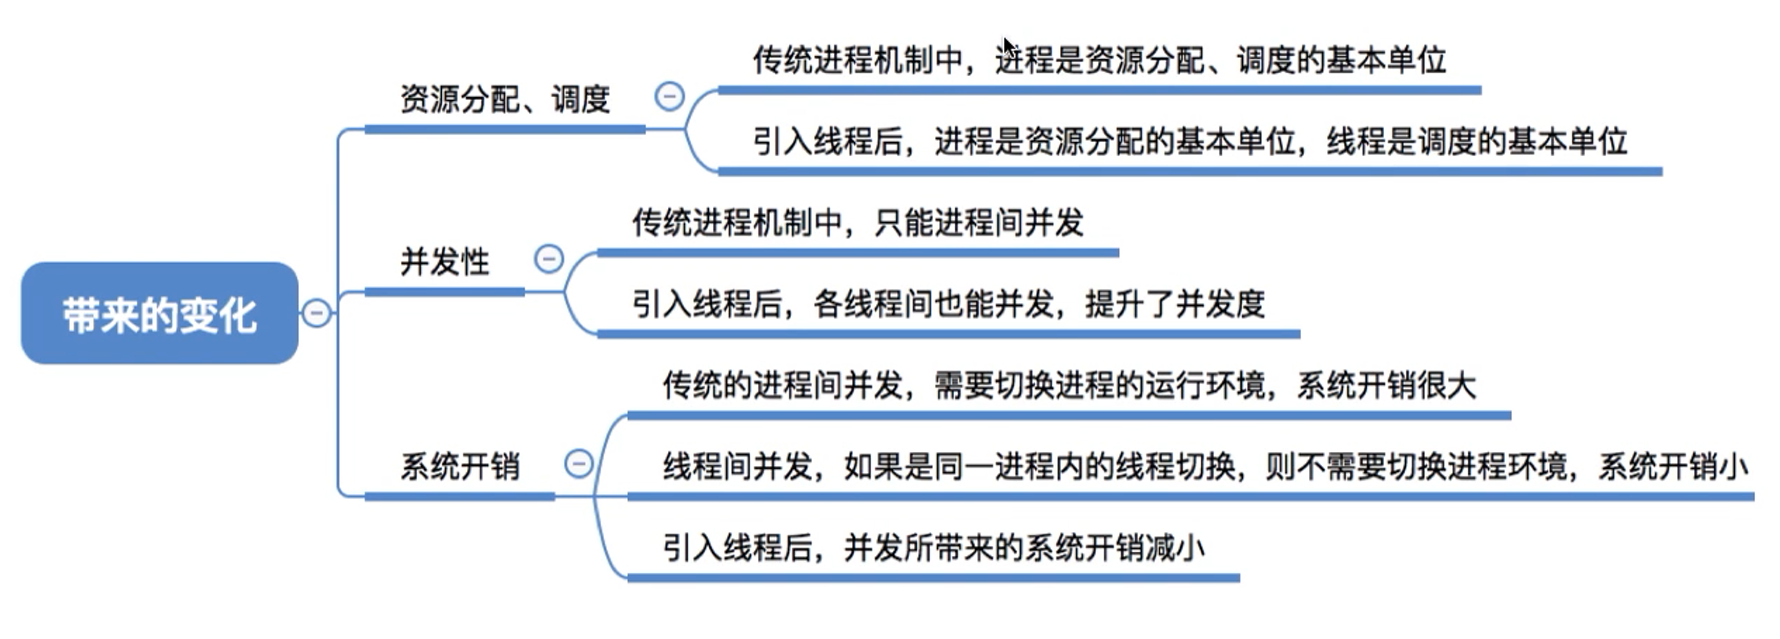 带来的变化
资源分配、调度
传统进程机制中，进程是资源分配、调度的基本单位
引入线程后，进程是资源分配的基本单位，线程是调度的基本单位
并发性
传统进程机制中，只能进程间并发
引入线程后，各线程间也能并发，提升了并发度
系统开销
传统的进程间并发，需要切换进程的运行环境，系统开销很大
线程间并发，如果是同一进程内的线程切换，则不需要切换进程环境，系统开销小
引入线程后，并发所带来的系统开销减小